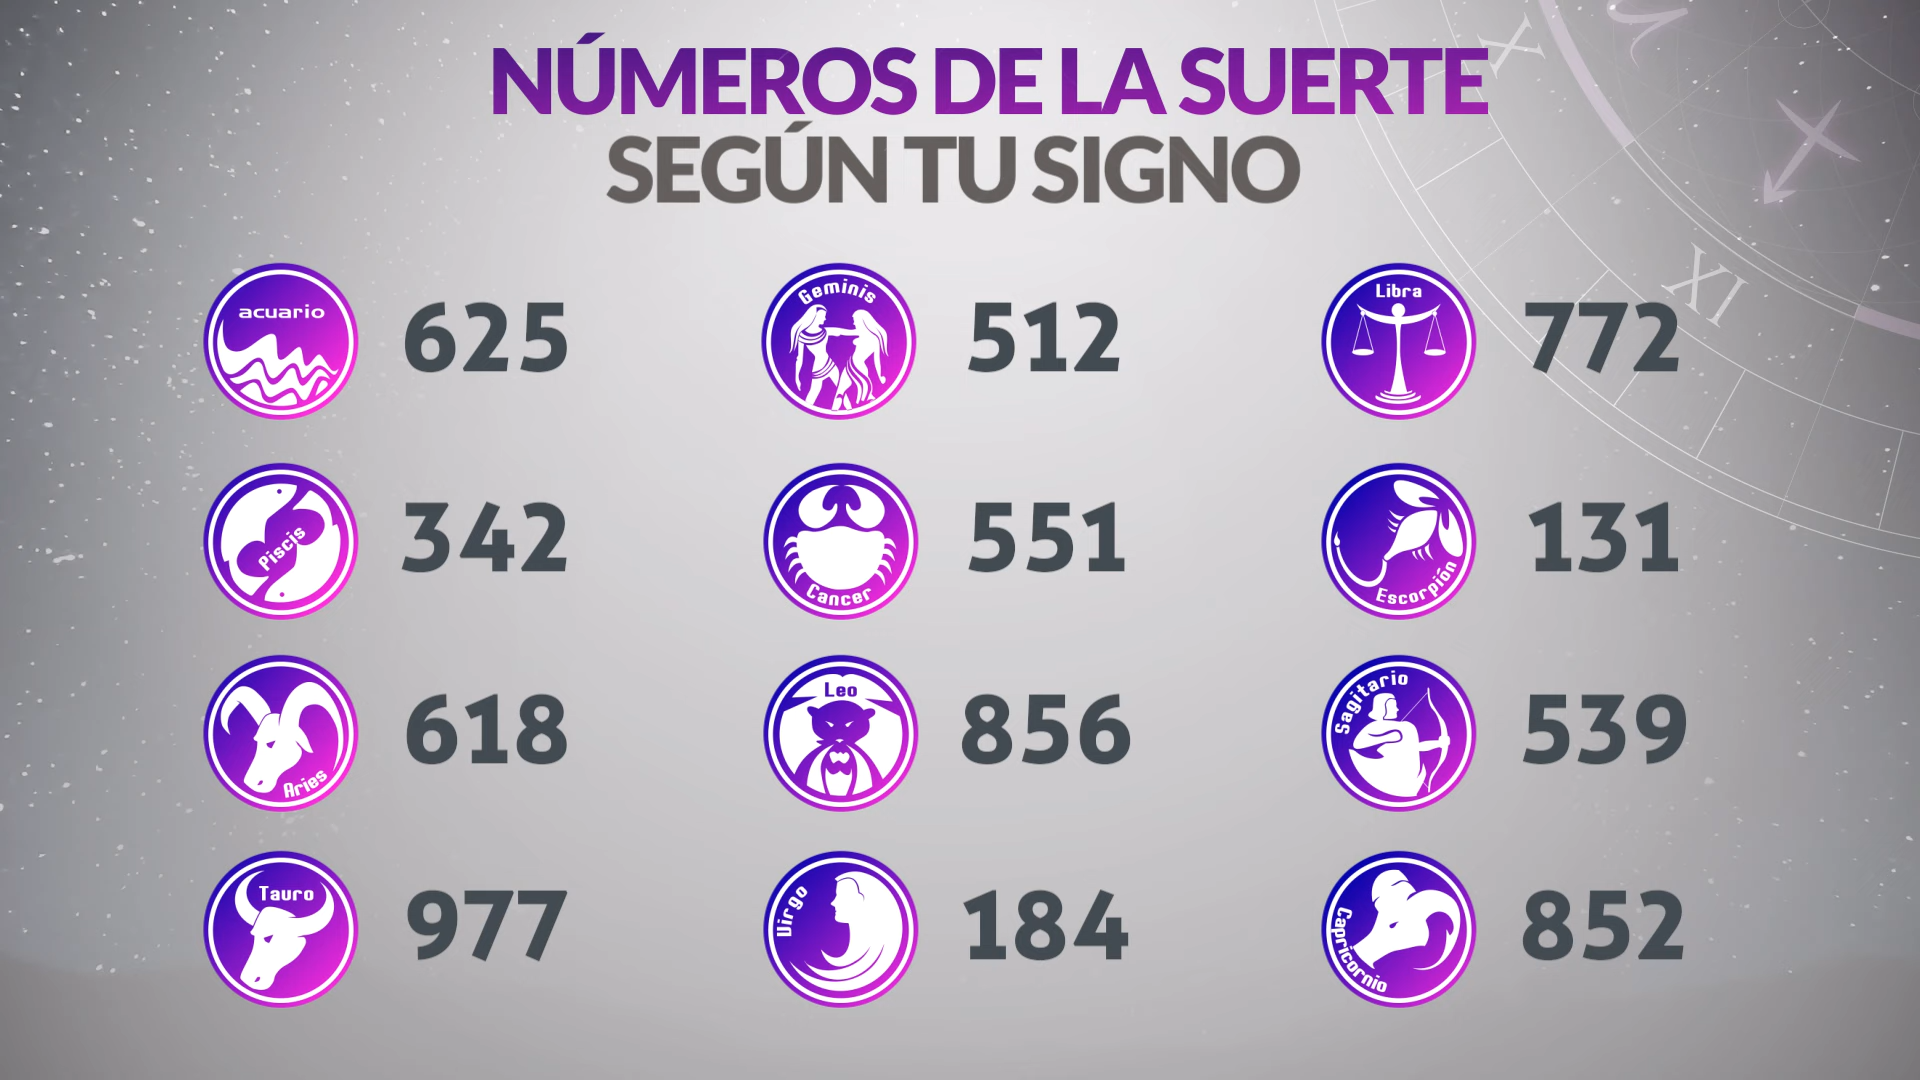 NÚMEROS DE LA SUERTE
SEGÚN TU SIGNO
acuario 625
Geminis 512
Libra 772
Piscis 342
Cancer 551
Escorpión 131
Aries 618
Leo 856
Sagitario 539
Tauro 977
Virgo 184
Capricornio 852
X
XI